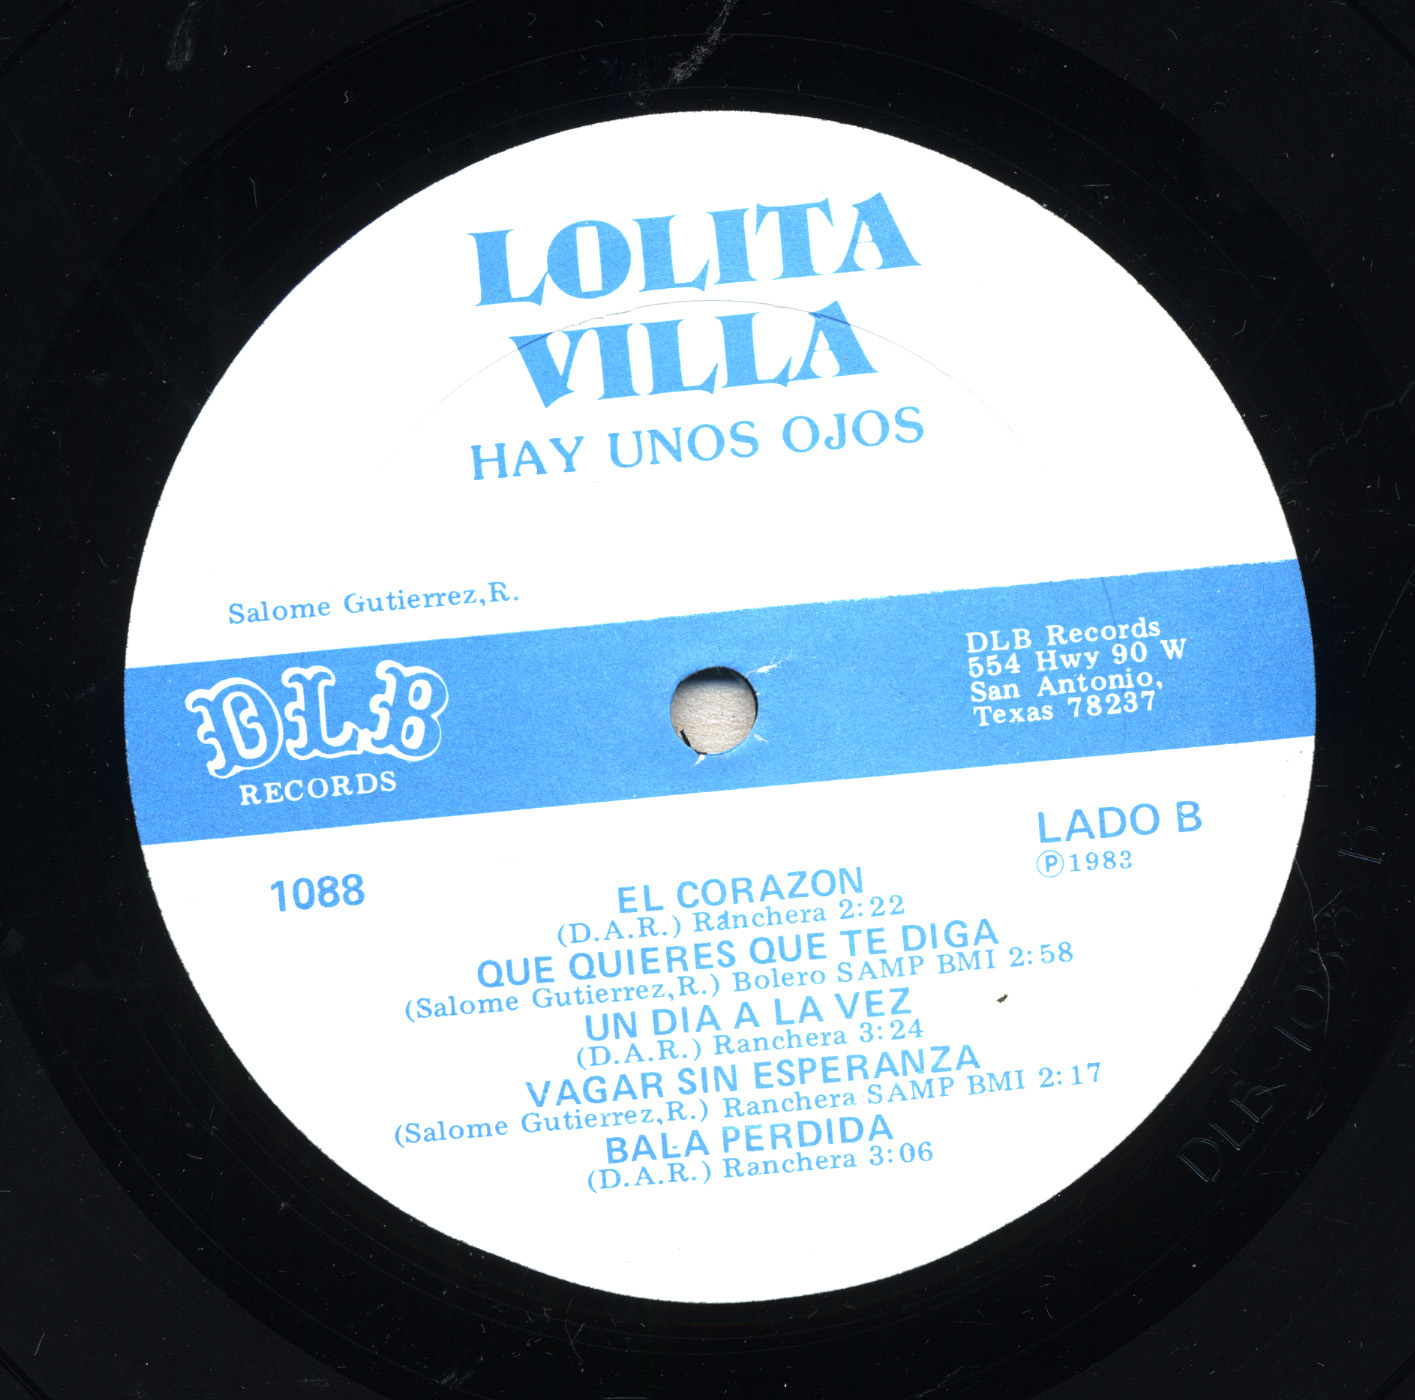 LOLITA
VILLA
HAY UNOS OJOS
Salome Gutierrez,R.
DLB
RECORDS
DLB Records
554 Hwy 90 W
San Antonio,
Texas 78237
1088
LADO B
Ⓟ1983
EL CORAZON
(D.A.R.) Ranchera 2:22
QUE QUIERES QUE TE DIGA
(Salome Gutierrez,R.) Bolero SAMP BMI 2:58
UN DIA A LA VEZ
(D.A.R.) Ranchera 3:24
VAGAR SIN ESPERANZA
(Salome Gutierrez,R.) Ranchera SAMP BMI 2:17
BALA PERDIDA
(D.A.R.) Ranchera 3:06
DLB 1088 B